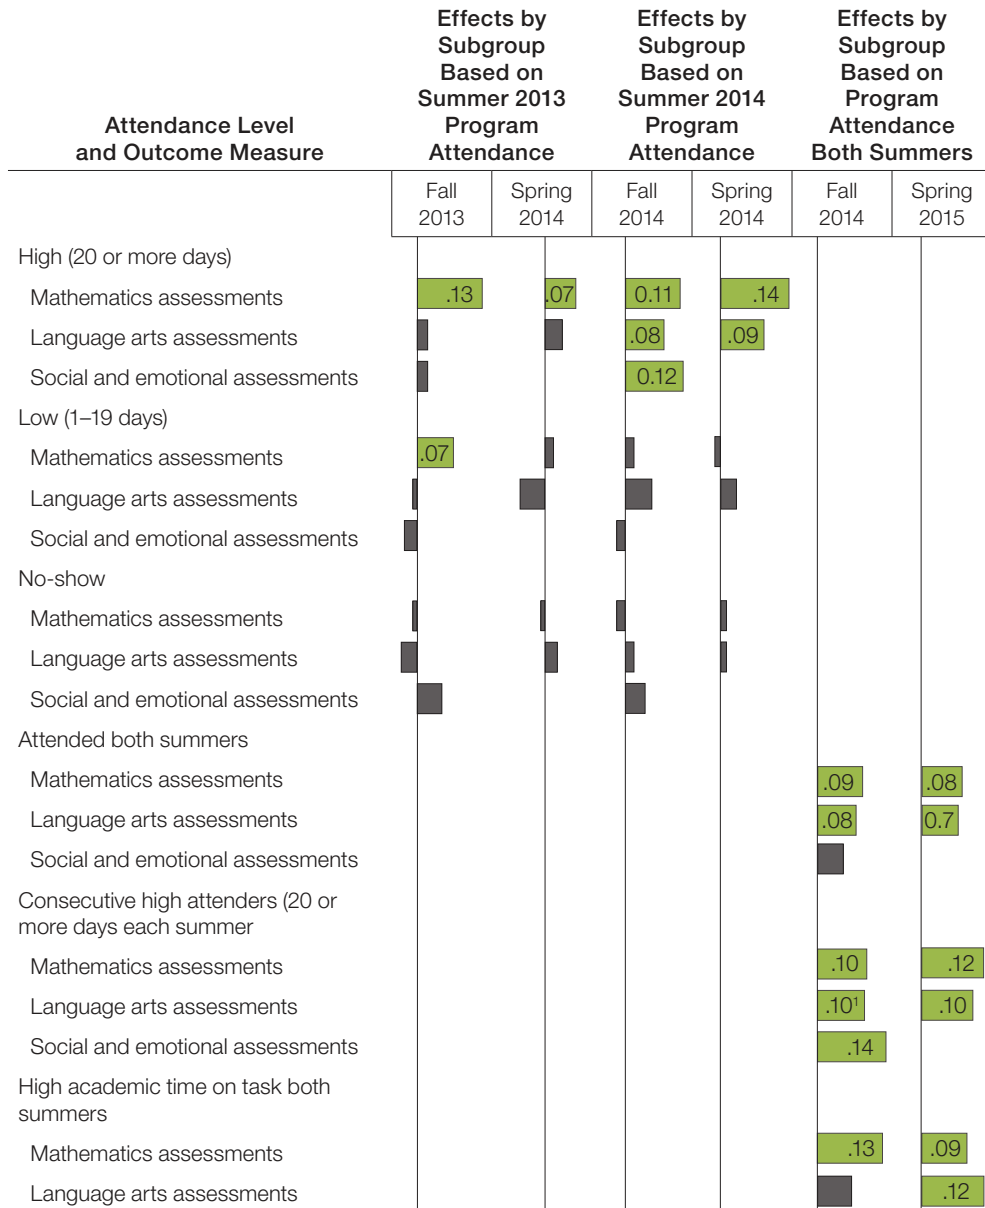 Attendance Level
and Outcome Measure
Effects by
Subgroup
Based on
Summer 2013
Program
Attendance
Effects by
Subgroup
Based on
Summer 2014
Program
Attendance
Effects by
Subgroup
Based on
Program
Attendance
Both Summers
Fall
2013
Spring
2014
Fall
2014
Spring
2014
Fall
2014
Spring
2015
High (20 or more days)
Mathematics assessments .13 .07 0.11 .14
Language arts assessments .08 .09
Social and emotional assessments 0.12
Low (1–19 days)
Mathematics assessments .07
Language arts assessments
Social and emotional assessments
No-show
Mathematics assessments
Language arts assessments
Social and emotional assessments
Attended both summers
Mathematics assessments .09 .08
Language arts assessments .08 0.7
Social and emotional assessments
Consecutive high attenders (20 or
more days each summer
Mathematics assessments .10 .12
Language arts assessments .10¹ .10
Social and emotional assessments .14
High academic time on task both
summers
Mathematics assessments .13 .09
Language arts assessments .12